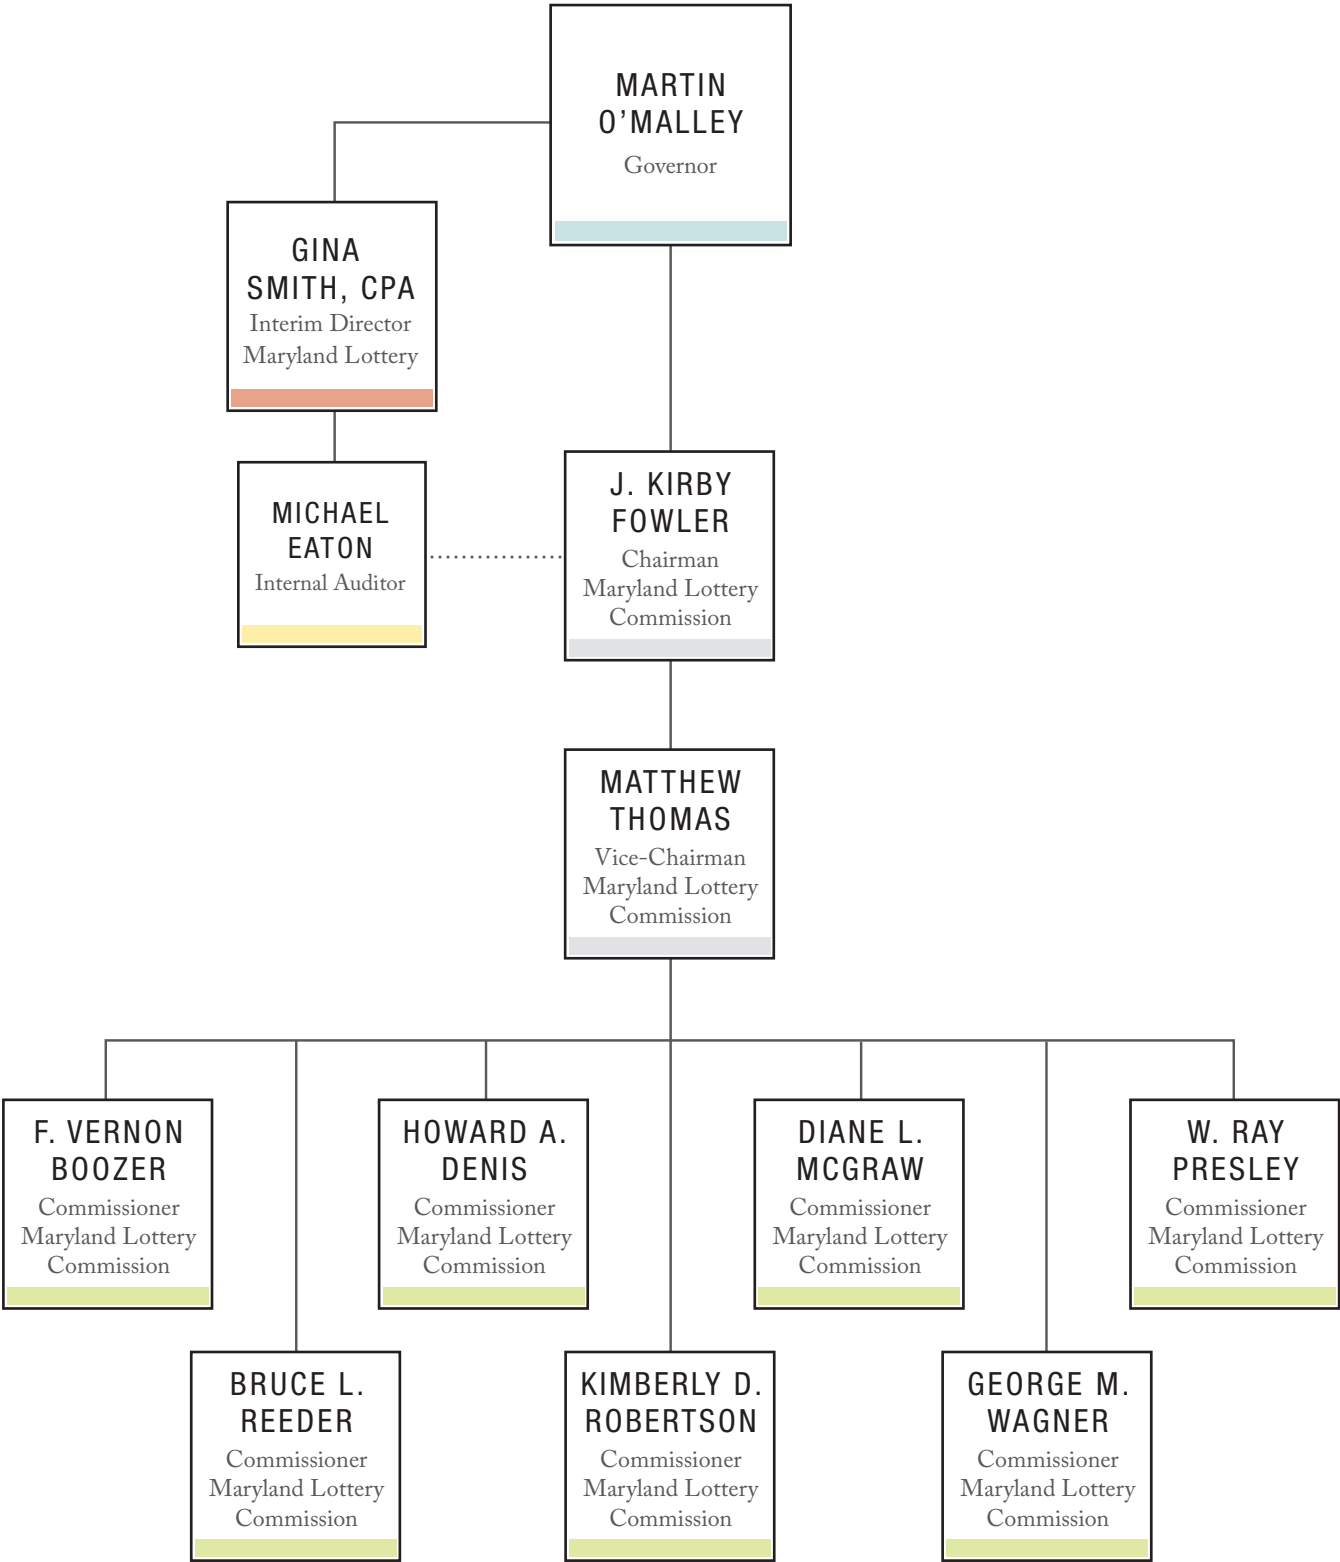 MARTIN
O’MALLEY
Governor
GINA
SMITH, CPA
Interim Director
Maryland Lottery
MICHAEL
EATON
Internal Auditor
J. KIRBY
FOWLER
Chairman
Maryland Lottery
Commission
MATTHEW
THOMAS
Vice-Chairman
Maryland Lottery
Commission
F. VERNON
BOOZER
Commissioner
Maryland Lottery
Commission
HOWARD A.
DENIS
Commissioner
Maryland Lottery
Commission
DIANE L.
MCGRAW
Commissioner
Maryland Lottery
Commission
W. RAY
PRESLEY
Commissioner
Maryland Lottery
Commission
BRUCE L.
REEDER
Commissioner
Maryland Lottery
Commission
KIMBERLY D.
ROBERTSON
Commissioner
Maryland Lottery
Commission
GEORGE M.
WAGNER
Commissioner
Maryland Lottery
Commission